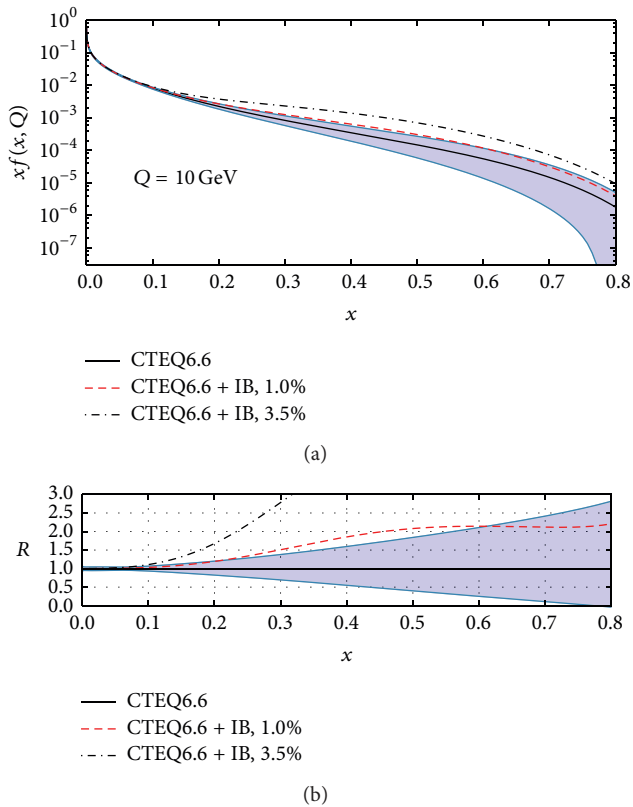 10^0
10^-1
10^-2
10^-3
10^-4
10^-5
10^-6
10^-7
xf(x, Q)
Q = 10 GeV
0.0 0.1 0.2 0.3 0.4 0.5 0.6 0.7 0.8
x
CTEQ6.6
CTEQ6.6 + IB, 1.0%
CTEQ6.6 + IB, 3.5%
(a)
3.0
2.5
2.0
1.5
1.0
0.5
0.0
R
0.0 0.1 0.2 0.3 0.4 0.5 0.6 0.7 0.8
x
CTEQ6.6
CTEQ6.6 + IB, 1.0%
CTEQ6.6 + IB, 3.5%
(b)